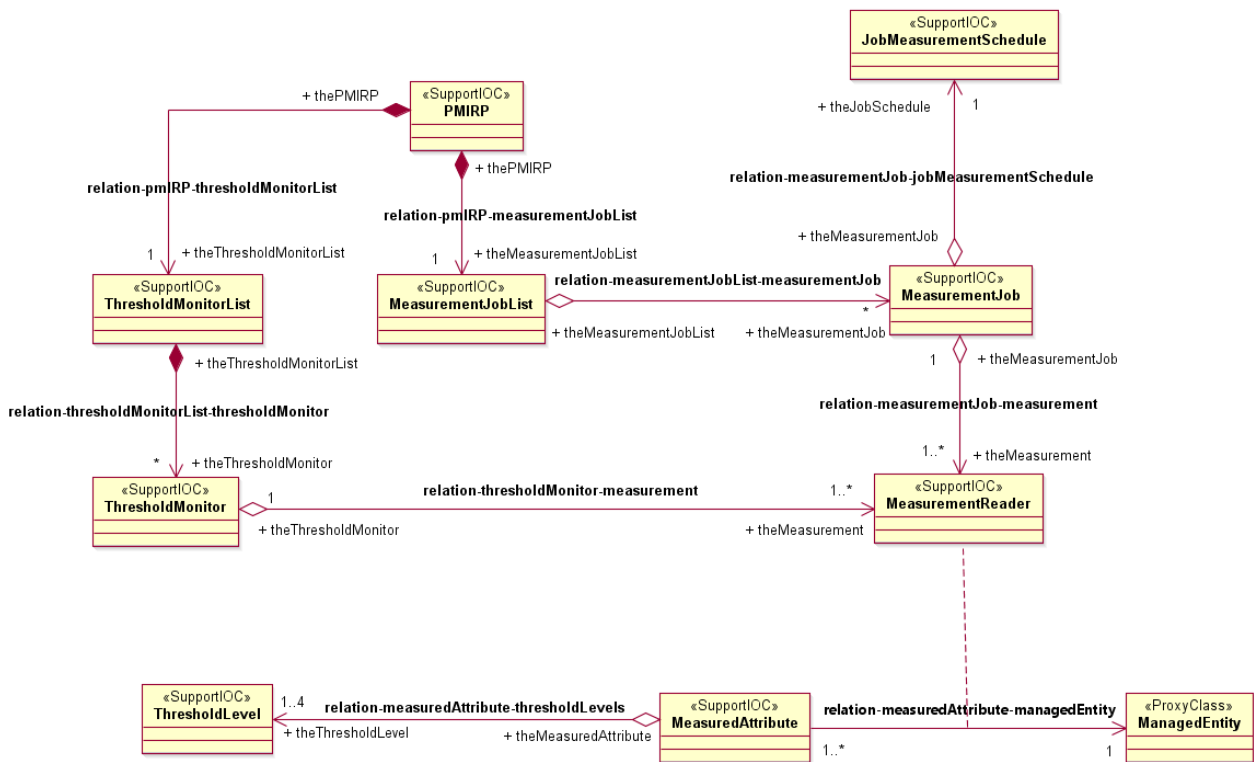 «SupportIOC»
JobMeasurementSchedule
+ thePMIRP
«SupportIOC»
PMIRP
+ theJobSchedule
1
+ thePMIRP
relation-pmIRP-thresholdMonitorList
relation-measurementJob-jobMeasurementSchedule
relation-pmIRP-measurementJobList
+ theMeasurementJob
1
+ theThresholdMonitorList
1
+ theMeasurementJobList
«SupportIOC»
ThresholdMonitorList
«SupportIOC»
MeasurementJobList
relation-measurementJobList-measurementJob
«SupportIOC»
MeasurementJob
*
+ theMeasurementJobList
+ theMeasurementJob
+ theThresholdMonitorList
1
+ theMeasurementJob
relation-thresholdMonitorList-thresholdMonitor
relation-measurementJob-measurement
*
+ theThresholdMonitor
1..*
+ theMeasurement
«SupportIOC»
ThresholdMonitor
1
relation-thresholdMonitor-measurement
1..*
«SupportIOC»
MeasurementReader
+ theThresholdMonitor
+ theMeasurement
«SupportIOC»
ThresholdLevel
1..4
relation-measuredAttribute-thresholdLevels
«SupportIOC»
MeasuredAttribute
relation-measuredAttribute-managedEntity
«ProxyClass»
ManagedEntity
+ theThresholdLevel
+ theMeasuredAttribute
1..*
1